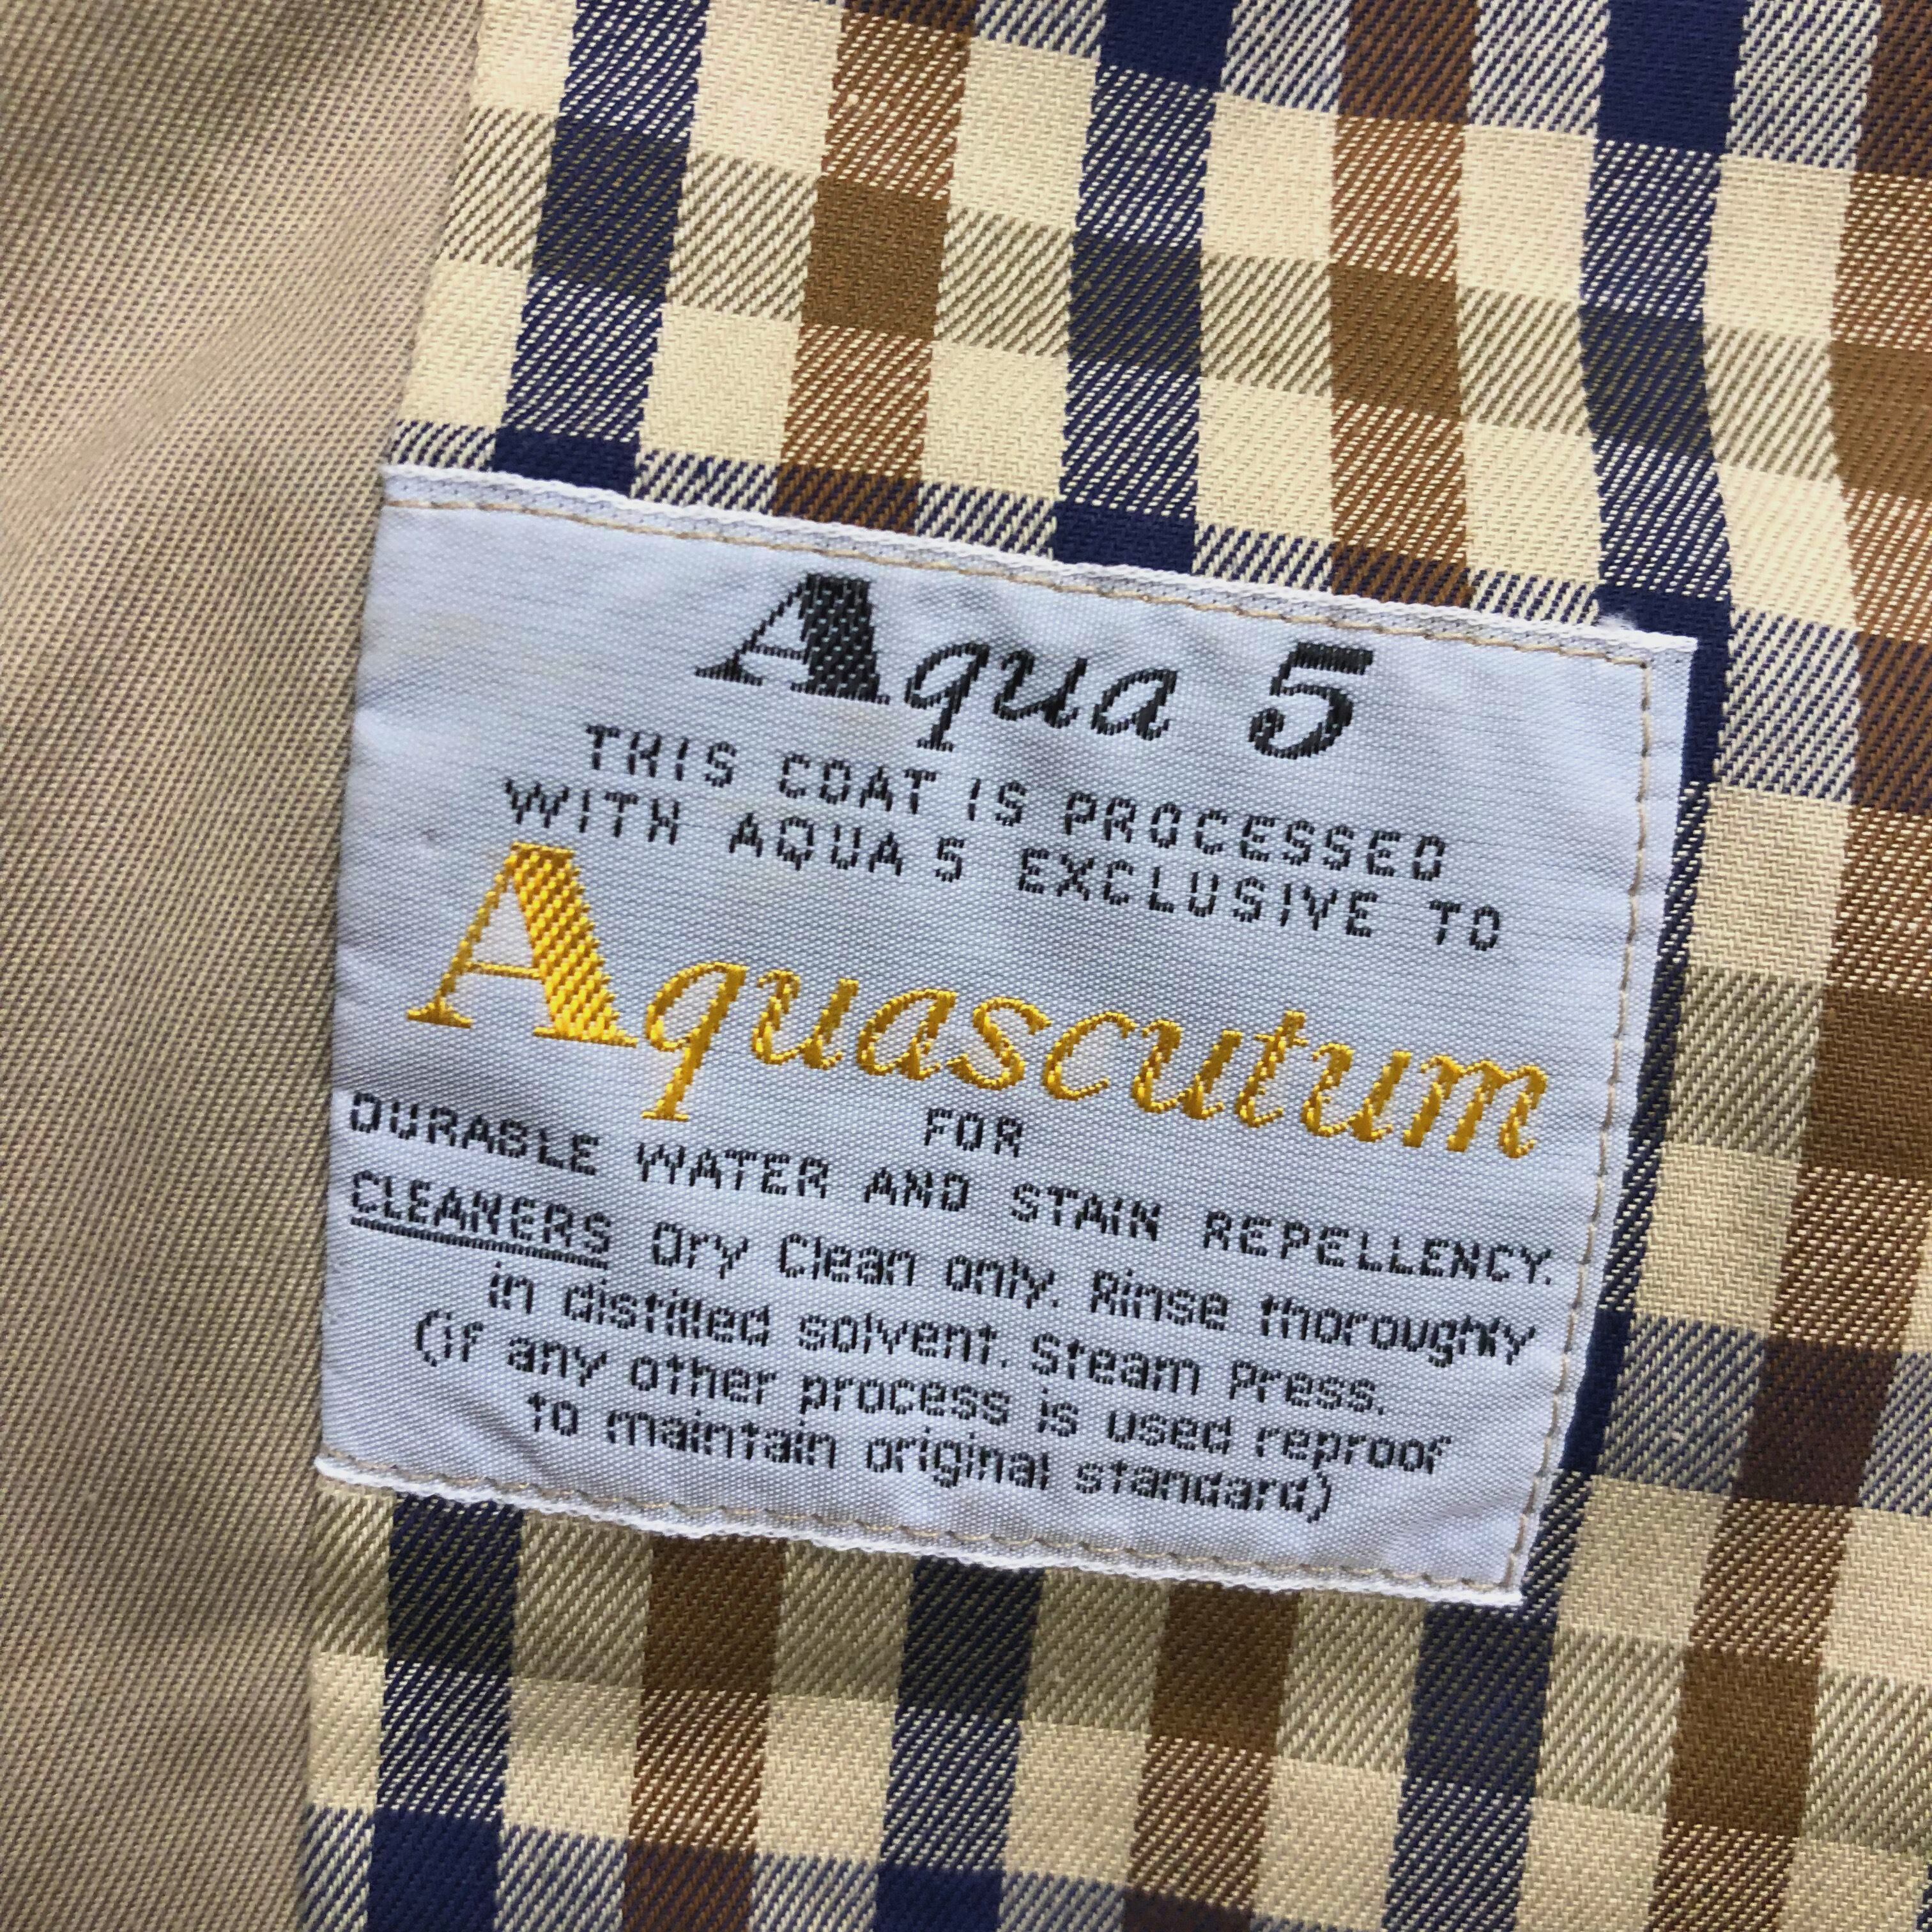 Aqua 5
THIS COAT IS PROCESSED
WITH AQUA 5 EXCLUSIVE TO
Aquascutum
FOR
DURABLE WATER AND STAIN REPELLENCY.
CLEANERS Dry Clean only. Rinse thoroughly
in distilled solvent. Steam Press.
(if any other process is used reproof
to maintain original standard)